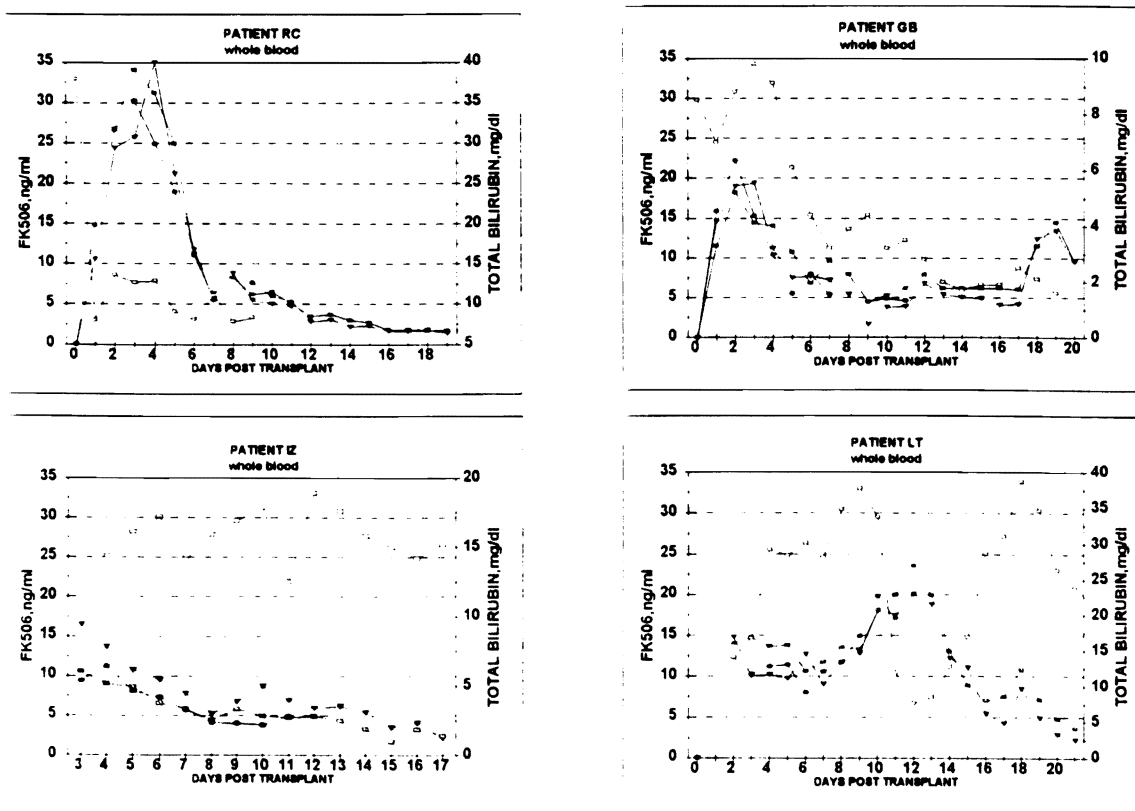 PATIENT RC
whole blood
35
30
25
20
15
10
5
0
FK506,ng/ml
40
35
30
25
20
15
10
5
TOTAL BILIRUBIN,mg/dl
0 2 4 6 8 10 12 14 16 18
DAYS POST TRANSPLANT
PATIENT GB
whole blood
35
30
25
20
15
10
5
0
FK506,ng/ml
10
8
6
4
2
0
TOTAL BILIRUBIN,mg/dl
0 2 4 6 8 10 12 14 16 18 20
DAYS POST TRANSPLANT
PATIENT IZ
whole blood
35
30
25
20
15
10
5
0
FK506,ng/ml
20
15
10
5
0
TOTAL BILIRUBIN,mg/dl
3 4 5 6 7 8 9 10 11 12 13 14 15 16 17
DAYS POST TRANSPLANT
PATIENT LT
whole blood
35
30
25
20
15
10
5
0
FK506,ng/ml
40
35
30
25
20
15
10
5
0
TOTAL BILIRUBIN,mg/dl
0 2 4 6 8 10 12 14 16 18 20
DAYS POST TRANSPLANT